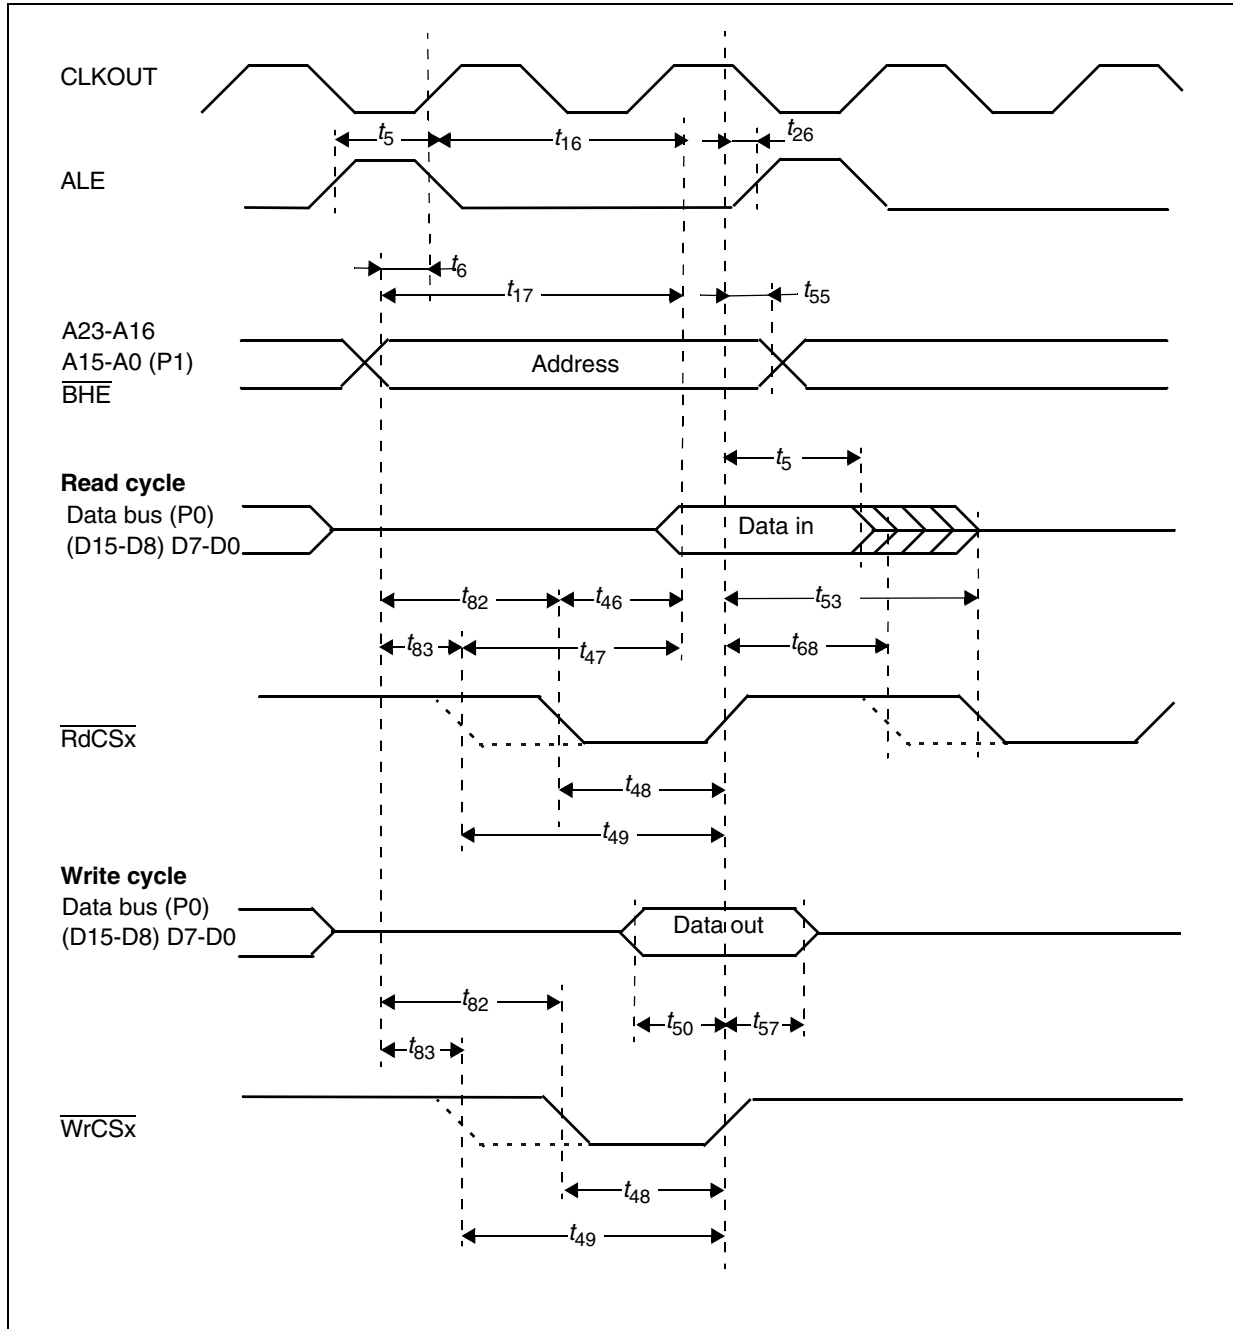 CLKOUT
t5
t16
t26
ALE
t6
t17
t55
A23-A16
A15-A0 (P1)
BHE
Address
t5
Read cycle
Data bus (P0)
(D15-D8) D7-D0
Data in
t82
t46
t53
t83
t47
t68
RdCSx
t48
t49
Write cycle
Data bus (P0)
(D15-D8) D7-D0
Data out
t82
t50
t57
t83
WrCSx
t48
t49